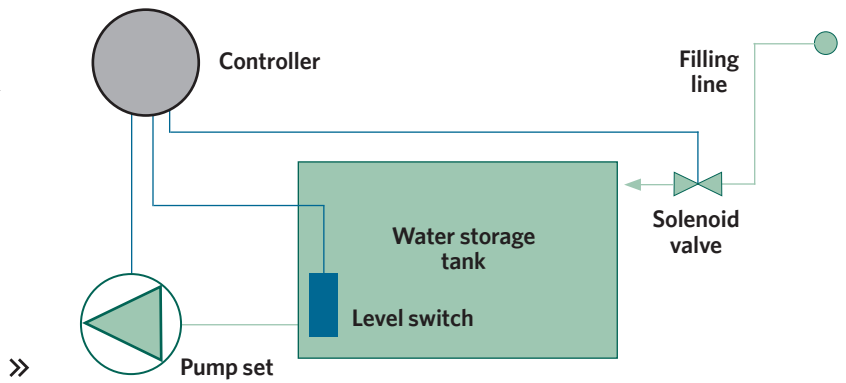 Controller
Filling
line
Solenoid
valve
Water storage
tank
Level switch
Pump set
»